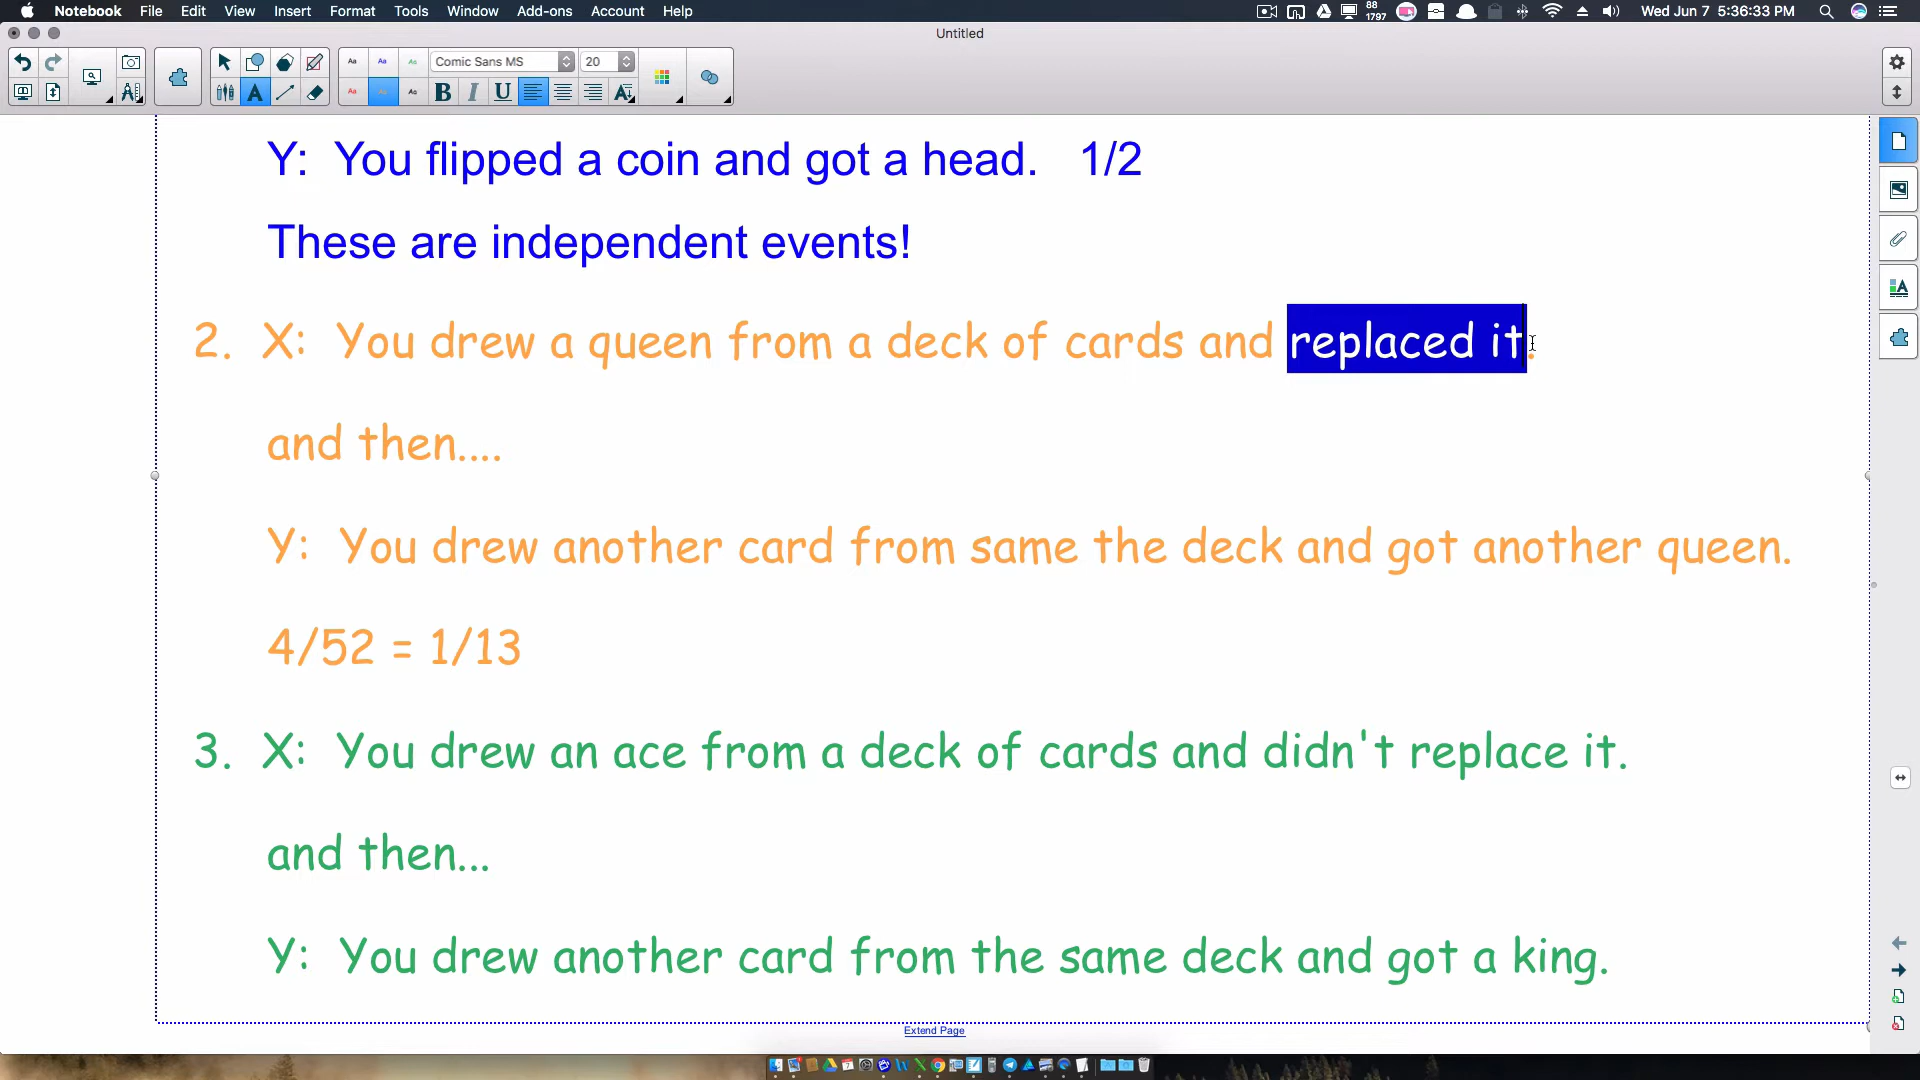 Notebook File Edit View Insert Format Tools Window Add-ons Account Help 88 1797 Wed Jun 7 5:36:33 PM
Untitled
Comic Sans MS 20
B I U
Y: You flipped a coin and got a head. 1/2
These are independent events!
2. X: You drew a queen from a deck of cards and replaced it.
and then....
Y: You drew another card from same the deck and got another queen.
4/52 = 1/13
3. X: You drew an ace from a deck of cards and didn't replace it.
and then...
Y: You drew another card from the same deck and got a king.
Extend Page